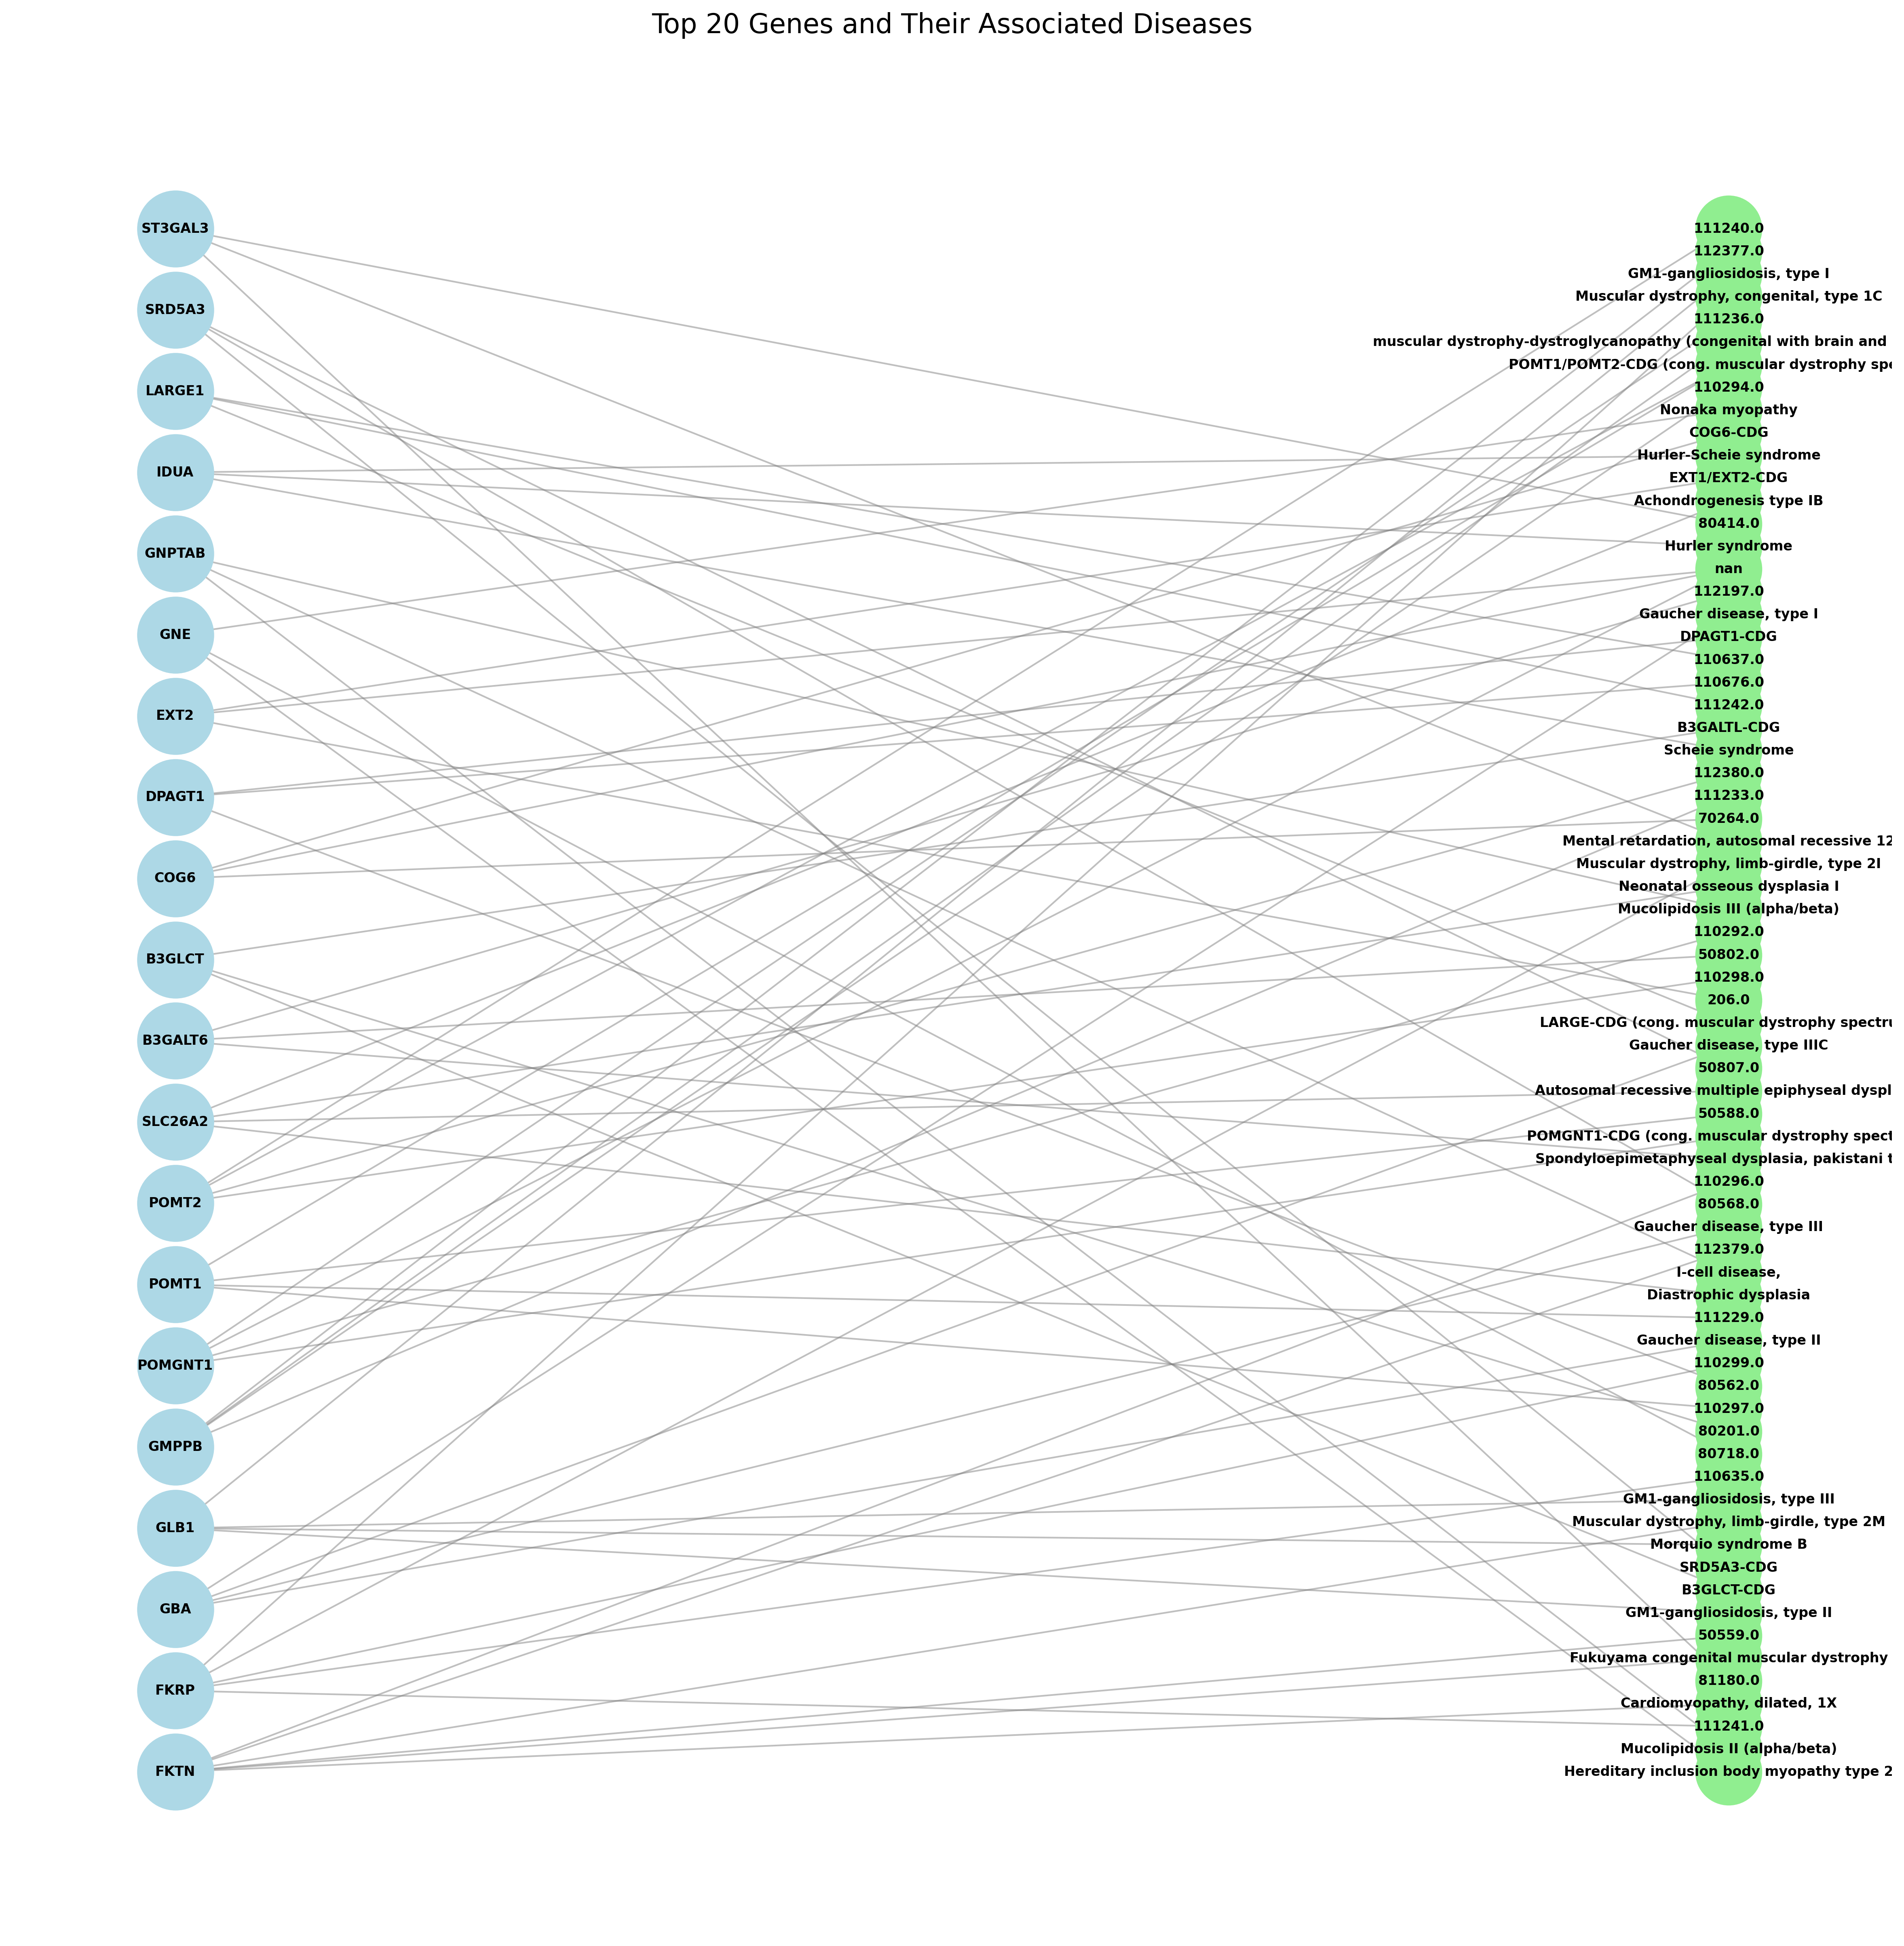 Top 20 Genes and Their Associated Diseases
ST3GAL3
SRD5A3
LARGE1
IDUA
GNPTAB
GNE
EXT2
DPAGT1
COG6
B3GLCT
B3GALT6
SLC26A2
POMT2
POMT1
POMGNT1
GMPPB
GLB1
GBA
FKRP
FKTN
111240.0
112377.0
GM1-gangliosidosis, type I
Muscular dystrophy, congenital, type 1C
111236.0
muscular dystrophy-dystroglycanopathy (congenital with brain and
POMT1/POMT2-CDG (cong. muscular dystrophy spe
110294.0
Nonaka myopathy
COG6-CDG
Hurler-Scheie syndrome
EXT1/EXT2-CDG
Achondrogenesis type IB
80414.0
Hurler syndrome
nan
112197.0
Gaucher disease, type I
DPAGT1-CDG
110637.0
110676.0
111242.0
B3GALTL-CDG
Scheie syndrome
112380.0
111233.0
70264.0
Mental retardation, autosomal recessive 12
Muscular dystrophy, limb-girdle, type 2I
Neonatal osseous dysplasia I
Mucolipidosis III (alpha/beta)
110292.0
50802.0
110298.0
206.0
LARGE-CDG (cong. muscular dystrophy spectru
Gaucher disease, type IIIC
50807.0
Autosomal recessive multiple epiphyseal dyspl
50588.0
POMGNT1-CDG (cong. muscular dystrophy spect
Spondyloepimetaphyseal dysplasia, pakistani t
110296.0
80568.0
Gaucher disease, type III
112379.0
I-cell disease,
Diastrophic dysplasia
111229.0
Gaucher disease, type II
110299.0
80562.0
110297.0
80201.0
80718.0
110635.0
GM1-gangliosidosis, type III
Muscular dystrophy, limb-girdle, type 2M
Morquio syndrome B
SRD5A3-CDG
B3GLCT-CDG
GM1-gangliosidosis, type II
50559.0
Fukuyama congenital muscular dystrophy
81180.0
Cardiomyopathy, dilated, 1X
111241.0
Mucolipidosis II (alpha/beta)
Hereditary inclusion body myopathy type 2